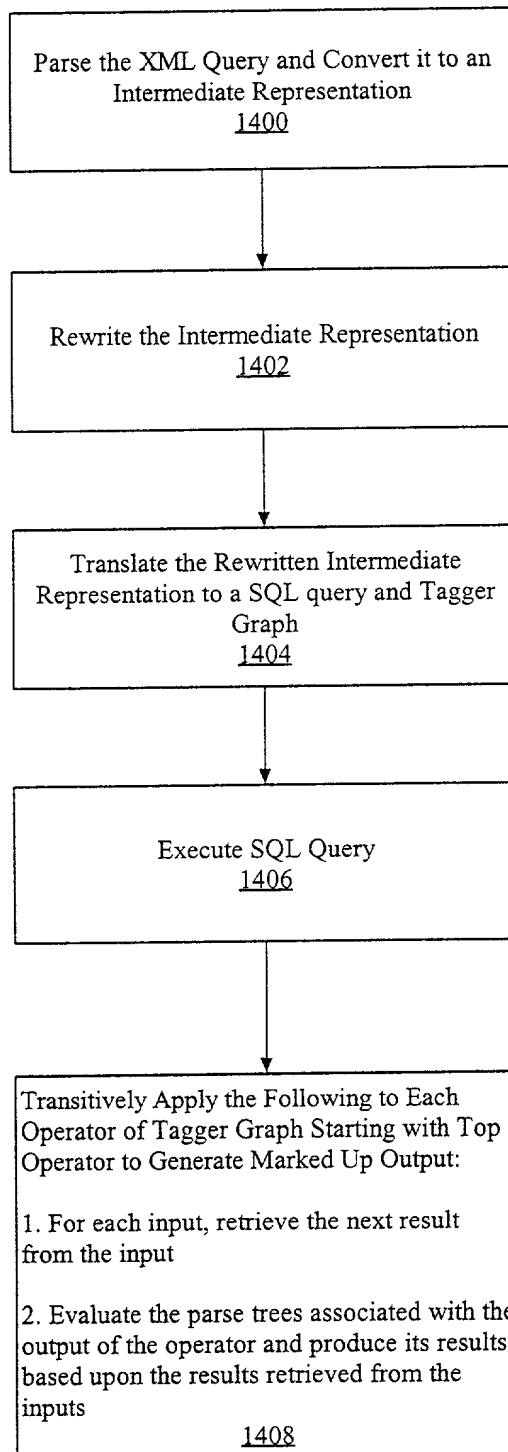 Parse the XML Query and Convert it to an
Intermediate Representation
1400
Rewrite the Intermediate Representation
1402
Translate the Rewritten Intermediate
Representation to a SQL query and Tagger
Graph
1404
Execute SQL Query
1406
Transitively Apply the Following to Each
Operator of Tagger Graph Starting with Top
Operator to Generate Marked Up Output:
1. For each input, retrieve the next result
from the input
2. Evaluate the parse trees associated with the
output of the operator and produce its results
based upon the results retrieved from the
inputs
1408